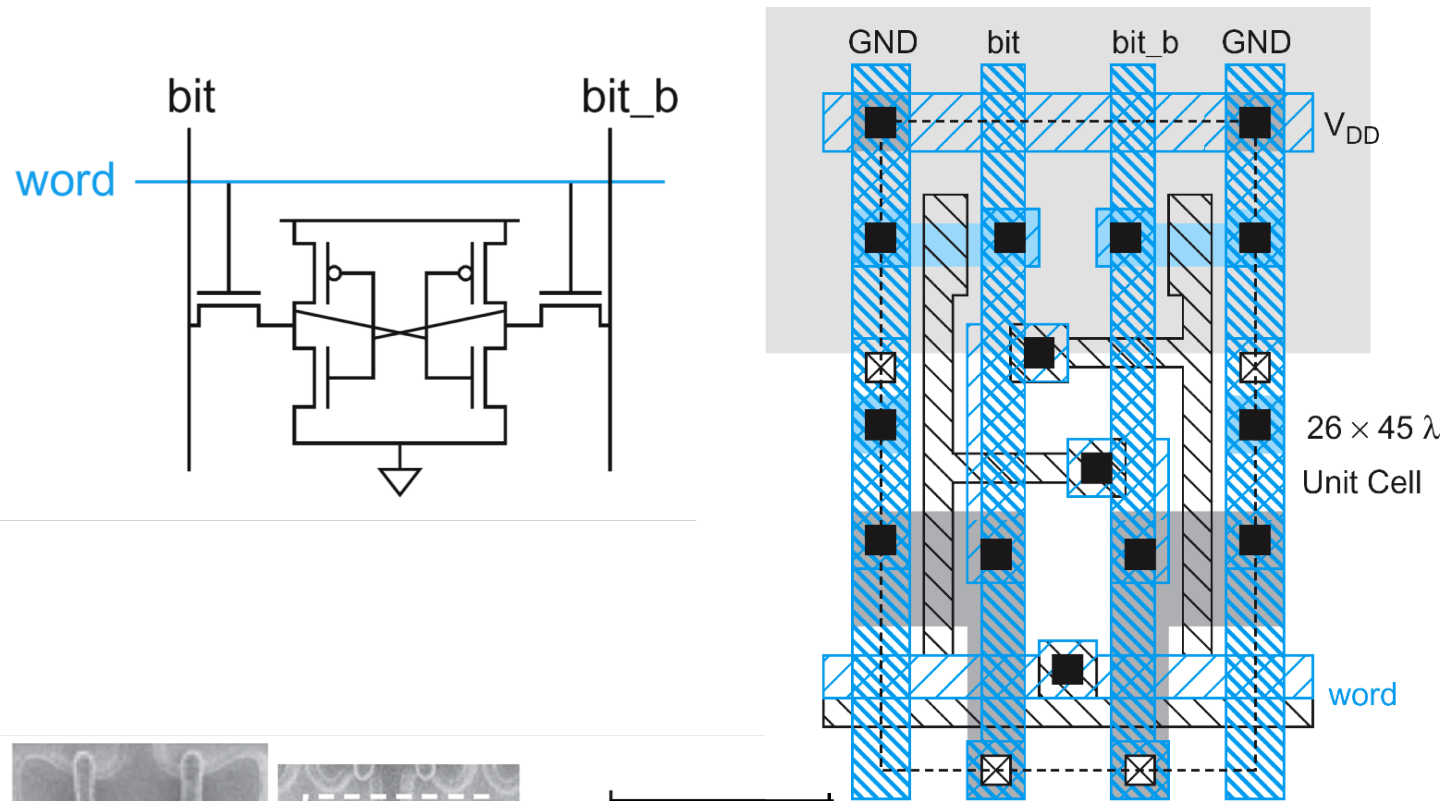 bit
bit_b
word
GND
bit
bit_b
GND
VDD
26 × 45 λ
Unit Cell
word